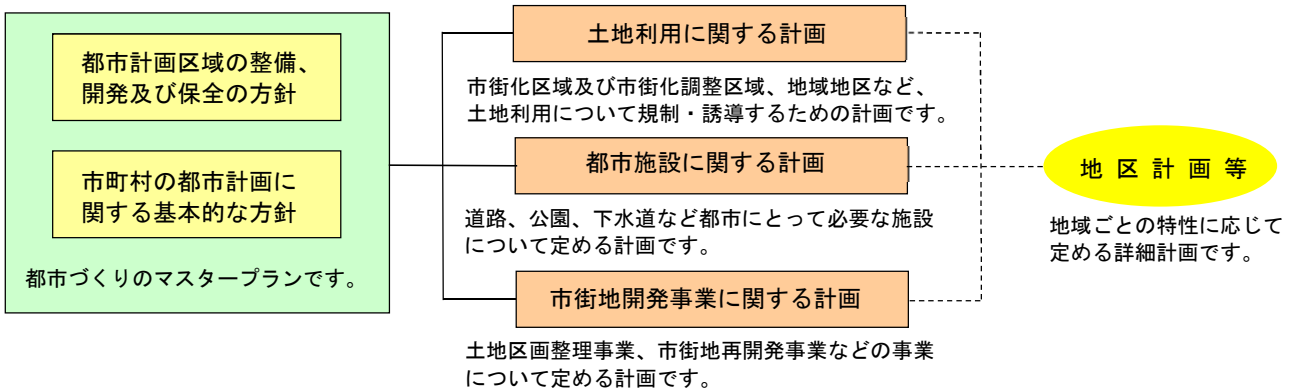 都市計画区域の整備、
開発及び保全の方針
市町村の都市計画に
関する基本的な方針
都市づくりのマスタープランです。
土地利用に関する計画
市街化区域及び市街化調整区域、地域地区など、
土地利用について規制・誘導するための計画です。
都市施設に関する計画
道路、公園、下水道など都市にとって必要な施設
について定める計画です。
市街地開発事業に関する計画
土地区画整理事業、市街地再開発事業などの事業
について定める計画です。
地区計画等
地域ごとの特性に応じて
定める詳細計画です。